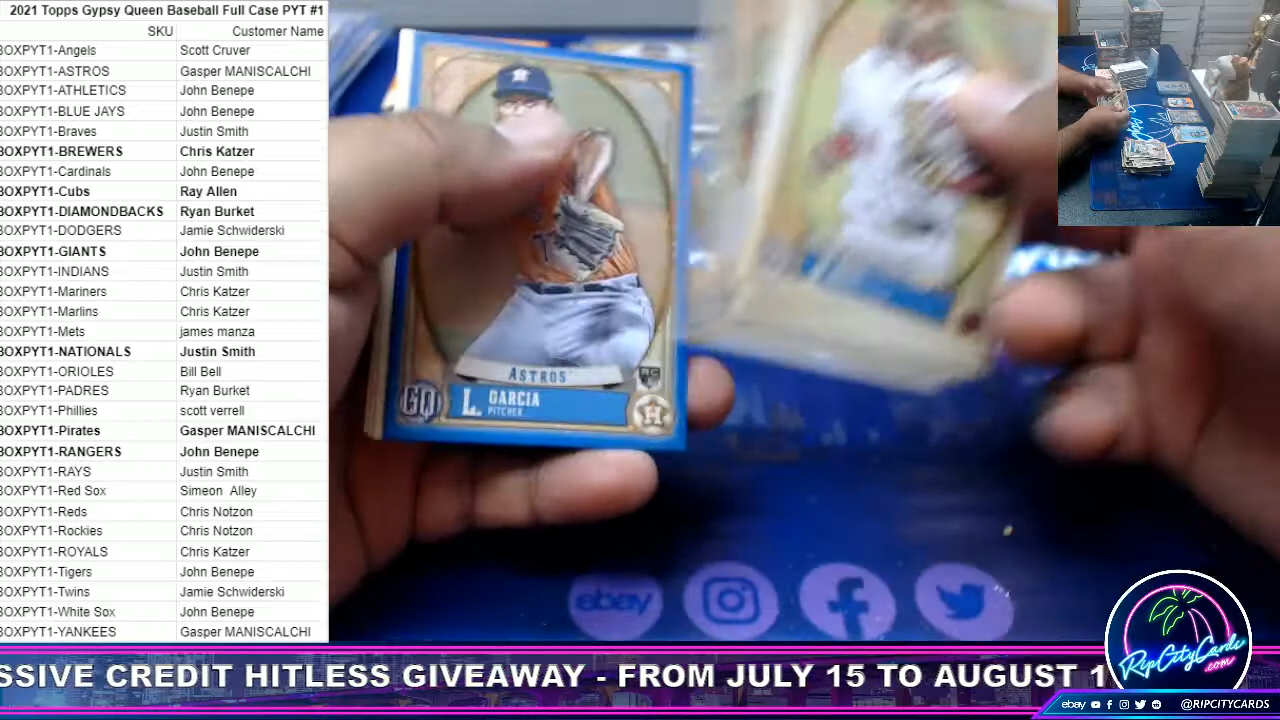 2021 Topps Gypsy Queen Baseball Full Case PYT #1
SKU Customer Name
BOXPYT1-Angels Scott Cruver
BOXPYT1-ASTROS Gasper MANISCALCHI
BOXPYT1-ATHLETICS John Benepe
BOXPYT1-BLUE JAYS John Benepe
BOXPYT1-Braves Justin Smith
BOXPYT1-BREWERS Chris Katzer
BOXPYT1-Cardinals John Benepe
BOXPYT1-Cubs Ray Allen
BOXPYT1-DIAMONDBACKS Ryan Burket
BOXPYT1-DODGERS Jamie Schwiderski
BOXPYT1-GIANTS John Benepe
BOXPYT1-INDIANS Justin Smith
BOXPYT1-Mariners Chris Katzer
BOXPYT1-Marlins Chris Katzer
BOXPYT1-Mets james manza
BOXPYT1-NATIONALS Justin Smith
BOXPYT1-ORIOLES Bill Bell
BOXPYT1-PADRES Ryan Burket
BOXPYT1-Phillies scott verrell
BOXPYT1-Pirates Gasper MANISCALCHI
BOXPYT1-RANGERS John Benepe
BOXPYT1-RAYS Justin Smith
BOXPYT1-Red Sox Simeon Alley
BOXPYT1-Reds Chris Notzon
BOXPYT1-Rockies Chris Notzon
BOXPYT1-ROYALS Chris Katzer
BOXPYT1-Tigers John Benepe
BOXPYT1-Twins Jamie Schwiderski
BOXPYT1-White Sox John Benepe
BOXPYT1-YANKEES Gasper MANISCALCHI
ASTROS
RC
GQ
L. GARCIA
PITCHER
H
ebay
SSIVE CREDIT HITLESS GIVEAWAY - FROM JULY 15 TO AUGUST 1
RipCityCards
.com
ebay @RIPCITYCARDS